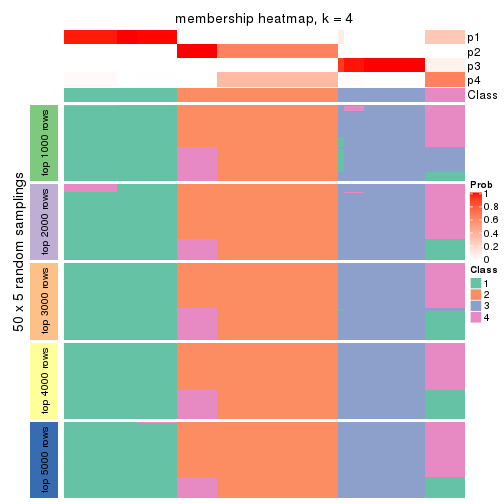 membership heatmap, k = 4
p1
p2
p3
p4
Class
50 x 5 random samplings
top 1000 rows
top 2000 rows
top 3000 rows
top 4000 rows
top 5000 rows
Prob
1
0.8
0.6
0.4
0.2
0
Class
1
2
3
4